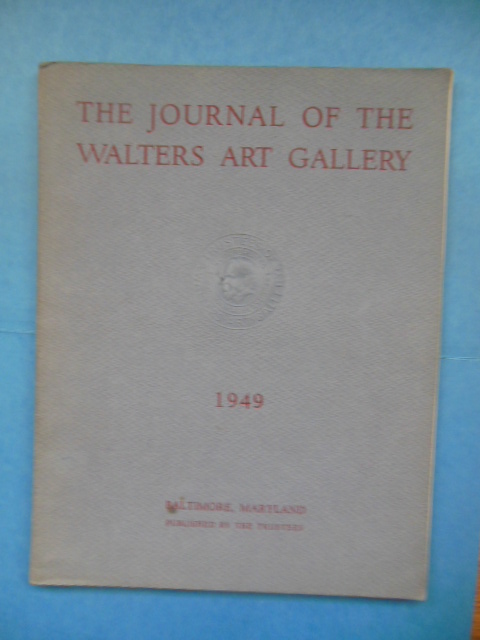 THE JOURNAL OF THE
WALTERS ART GALLERY
1949
BALTIMORE, MARYLAND
PUBLISHED BY THE TRUSTEES